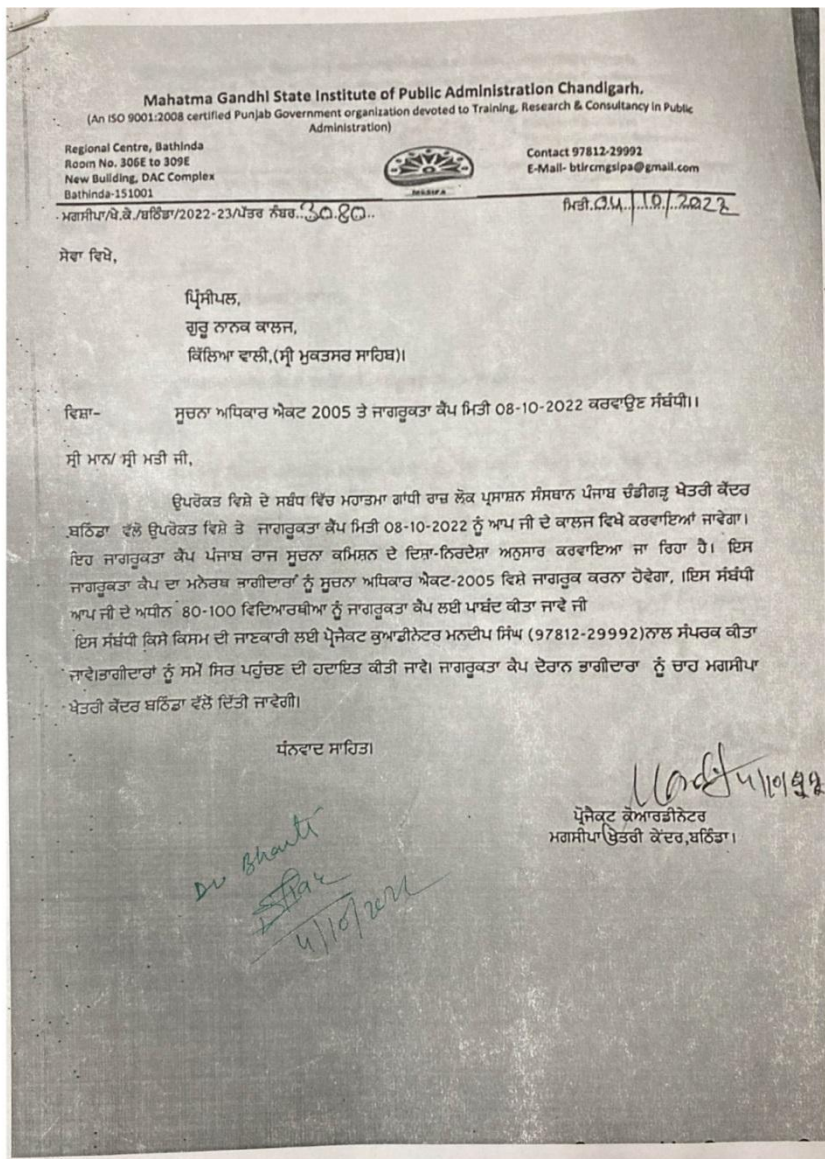 Mahatma Gandhi State Institute of Public Administration Chandigarh.
(An ISO 9001:2008 certified Punjab Government organization devoted to Training, Research & Consultancy in Public
Administration)
Regional Centre, Bathinda
Room No. 306E to 309E
New Building, DAC Complex
Bathinda-151001
Contact 97812-29992
E-Mail- btircmgsipa@gmail.com
ਮਗਸੀਪਾ/ਖੇ.ਕੇ./ਬਠਿੰਡਾ/2022-23/ਪੱਤਰ ਨੰਬਰ..3080..
ਮਿਤੀ.04./.10./.2022
ਸੇਵਾ ਵਿਖੇ,
ਪ੍ਰਿੰਸੀਪਲ,
ਗੁਰੂ ਨਾਨਕ ਕਾਲਜ,
ਕਿੱਲਿਆ ਵਾਲੀ,(ਸ੍ਰੀ ਮੁਕਤਸਰ ਸਾਹਿਬ)।
ਵਿਸ਼ਾ- ਸੂਚਨਾ ਅਧਿਕਾਰ ਐਕਟ 2005 ਤੇ ਜਾਗਰੂਕਤਾ ਕੈਂਪ ਮਿਤੀ 08-10-2022 ਕਰਵਾਉਣ ਸੰਬੰਧੀ।।
ਸ੍ਰੀ ਮਾਨ/ ਸ੍ਰੀ ਮਤੀ ਜੀ,
ਉਪਰੋਕਤ ਵਿਸ਼ੇ ਦੇ ਸਬੰਧ ਵਿੱਚ ਮਹਾਤਮਾ ਗਾਂਧੀ ਰਾਜ ਲੋਕ ਪ੍ਰਸਾਸ਼ਨ ਸੰਸਥਾਨ ਪੰਜਾਬ ਚੰਡੀਗੜ੍ਹ ਖੇਤਰੀ ਕੇਂਦਰ
ਬਠਿੰਡਾ ਵੱਲੋ ਉਪਰੋਕਤ ਵਿਸ਼ੇ ਤੇ ਜਾਗਰੂਕਤਾ ਕੈਂਪ ਮਿਤੀ 08-10-2022 ਨੂੰ ਆਪ ਜੀ ਦੇ ਕਾਲਜ ਵਿਖੇ ਕਰਵਾਇਆਂ ਜਾਵੇਗਾ।
ਇਹ ਜਾਗਰੂਕਤਾ ਕੈਂਪ ਪੰਜਾਬ ਰਾਜ ਸੂਚਨਾ ਕਮਿਸ਼ਨ ਦੇ ਦਿਸ਼ਾ-ਨਿਰਦੇਸ਼ਾ ਅਨੁਸਾਰ ਕਰਵਾਇਆ ਜਾ ਰਿਹਾ ਹੈ। ਇਸ
ਜਾਗਰੂਕਤਾ ਕੈਂਪ ਦਾ ਮਨੋਰਥ ਭਾਗੀਦਾਰਾਂ ਨੂੰ ਸੂਚਨਾ ਅਧਿਕਾਰ ਐਕਟ-2005 ਵਿਸ਼ੇ ਜਾਗਰੂਕ ਕਰਨਾ ਹੋਵੇਗਾ, ।ਇਸ ਸੰਬੰਧੀ
ਆਪ ਜੀ ਦੇ ਅਧੀਨ 80-100 ਵਿਦਿਆਰਥੀਆ ਨੂੰ ਜਾਗਰੂਕਤਾ ਕੈਂਪ ਲਈ ਪਾਬੰਦ ਕੀਤਾ ਜਾਵੇ ਜੀ
ਇਸ ਸੰਬੰਧੀ ਕਿਸੇ ਕਿਸਮ ਦੀ ਜਾਣਕਾਰੀ ਲਈ ਪ੍ਰੋਜੈਕਟ ਕੁਆਡੀਨੇਟਰ ਮਨਦੀਪ ਸਿੰਘ (97812-29992)ਨਾਲ ਸੰਪਰਕ ਕੀਤਾ
ਜਾਵੇ।ਭਾਗੀਦਾਰਾਂ ਨੂੰ ਸਮੇਂ ਸਿਰ ਪਹੁੰਚਣ ਦੀ ਹਦਾਇਤ ਕੀਤੀ ਜਾਵੇ। ਜਾਗਰੂਕਤਾ ਕੈਂਪ ਦੋਰਾਨ ਭਾਗੀਦਾਰਾ ਨੂੰ ਚਾਹ ਮਗਸੀਪਾ
ਖੇਤਰੀ ਕੇਂਦਰ ਬਠਿੰਡਾ ਵੱਲੋਂ ਦਿੱਤੀ ਜਾਵੇਗੀ।
ਧੰਨਵਾਦ ਸਾਹਿਤ।
4/10/22
ਪ੍ਰੋਜੈਕਟ ਕੋਆਰਡੀਨੇਟਰ
ਮਗਸੀਪਾ ਖੇਤਰੀ ਕੇਂਦਰ,ਬਠਿੰਡਾ।
Dr Bharti
4/10/2022